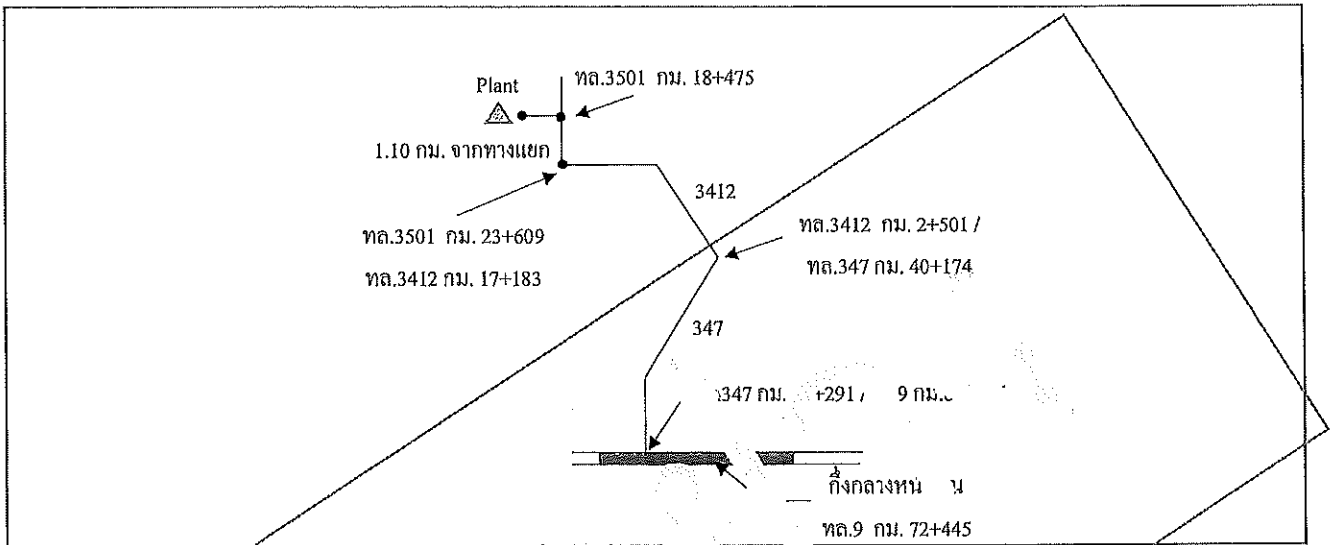 Plant
ทล.3501 กม. 18+475
1.10 กม. จากทางแยก
3412
ทล.3501 กม. 23+609
ทล.3412 กม. 17+183
ทล.3412 กม. 2+501 /
ทล.347 กม. 40+174
347
347 กม. +291 / 9 กม.
กึ่งกลางหน
ทล.9 กม. 72+445